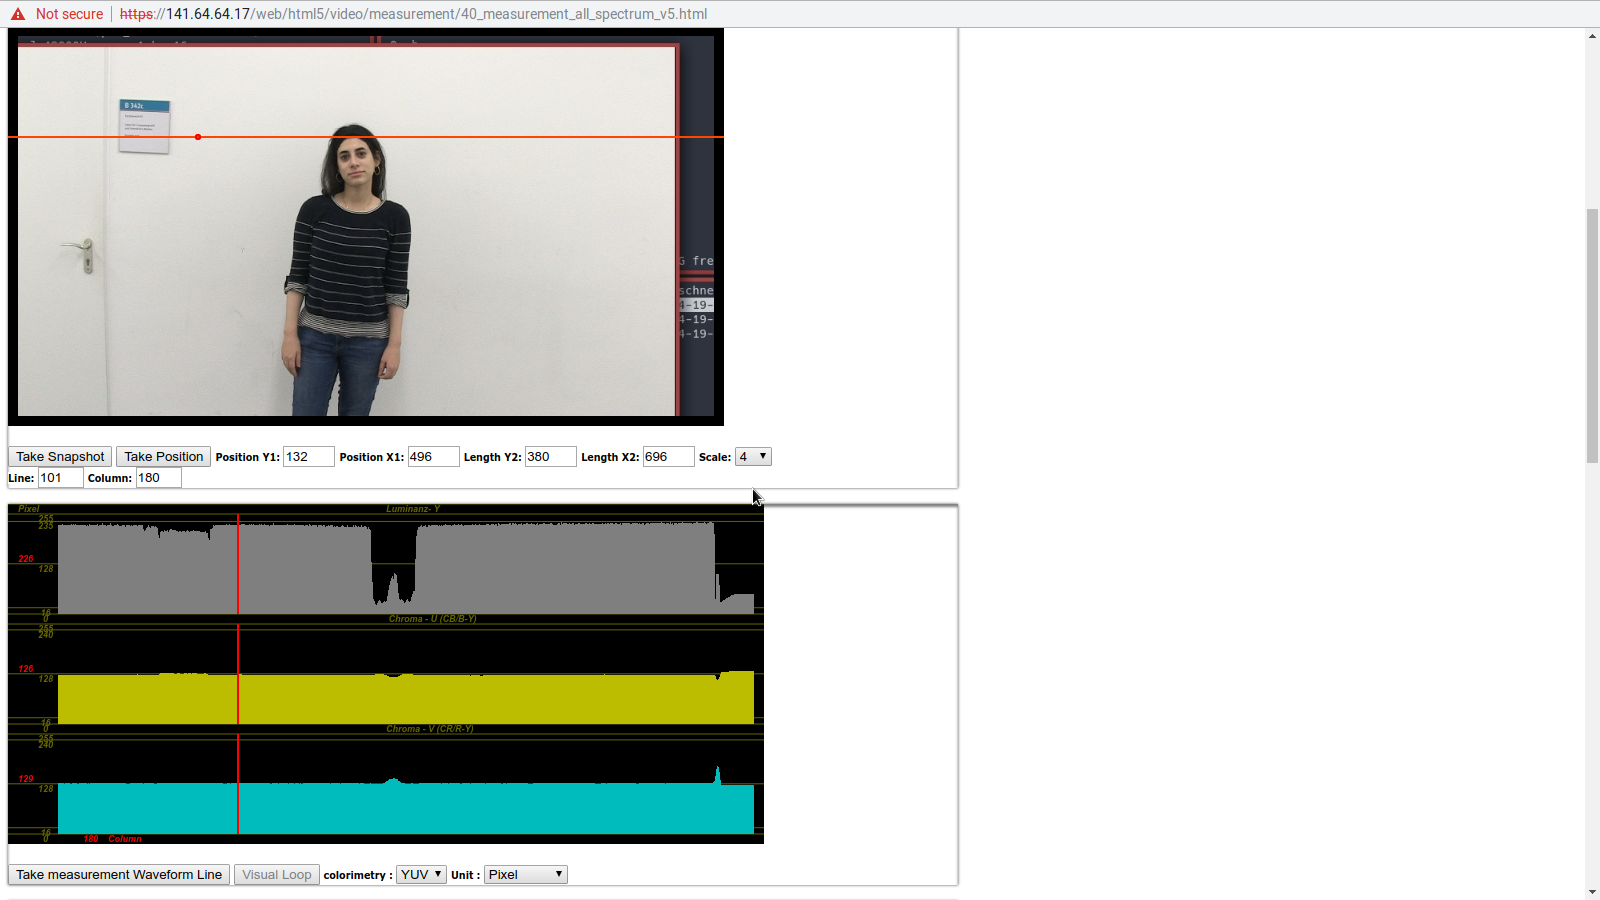 Not secure https://141.64.64.17/web/html5/video/measurement/40_measurement_all_spectrum_v5.html
B 342c
G fre
schne
4-19-
4-19-
4-19-
Take Snapshot Take Position Position Y1: 132 Position X1: 496 Length Y2: 380 Length X2: 696 Scale: 4
Line: 101 Column: 180
Pixel Luminanz- Y
255
235
226
128
16
0
Chroma - U (CB/B-Y)
255
240
126
128
16
0
Chroma - V (CR/R-Y)
255
240
129
128
16
0
180 Column
Take measurement Waveform Line Visual Loop colorimetry : YUV Unit : Pixel